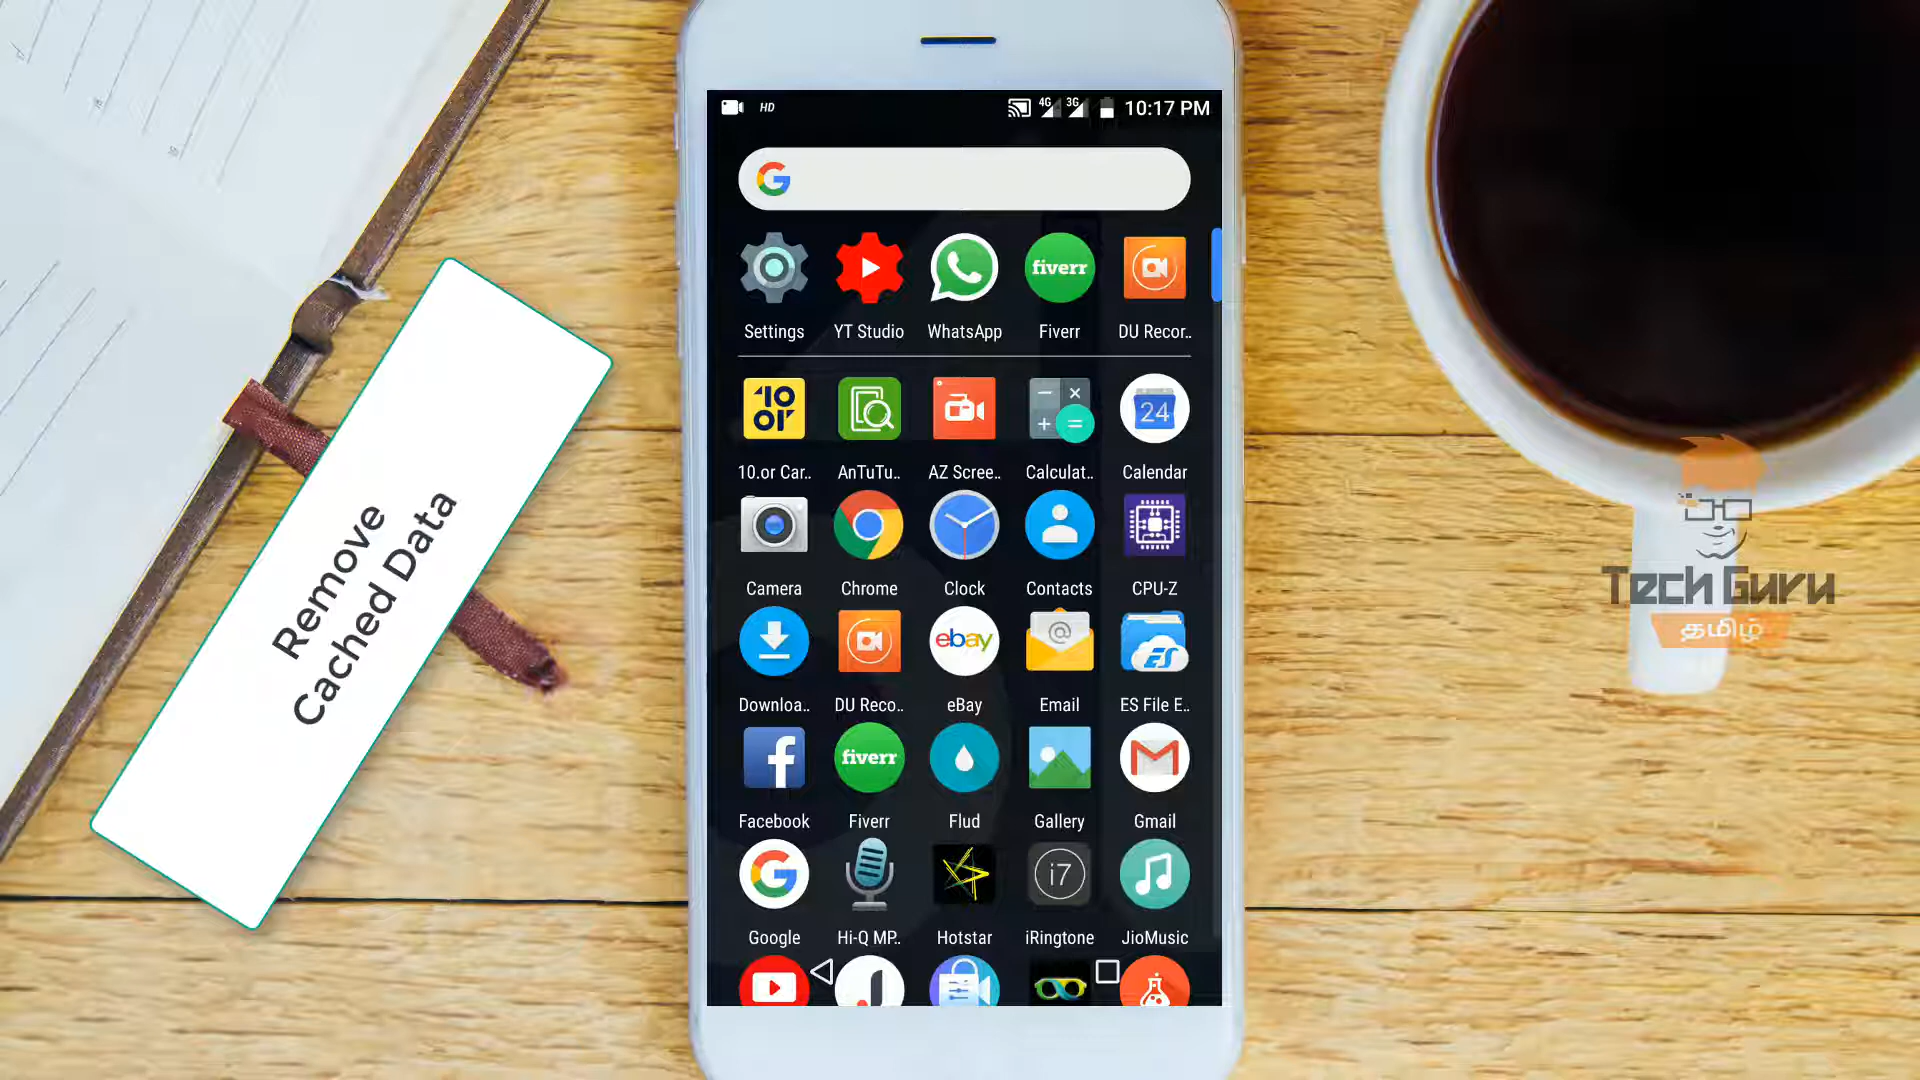 HD 4G 3G 10:17 PM
Settings YT Studio WhatsApp Fiverr DU Recor..
fiverr
10.or Car.. AnTuTu.. AZ Scree.. Calculat.. Calendar
24
Camera Chrome Clock Contacts CPU-Z
ebay
Downloa.. DU Reco.. eBay Email ES File E..
fiverr
Facebook Fiverr Flud Gallery Gmail
i7
Google Hi-Q MP.. Hotstar iRingtone JioMusic
Remove
Cached Data
Tech Guru
தமிழ்